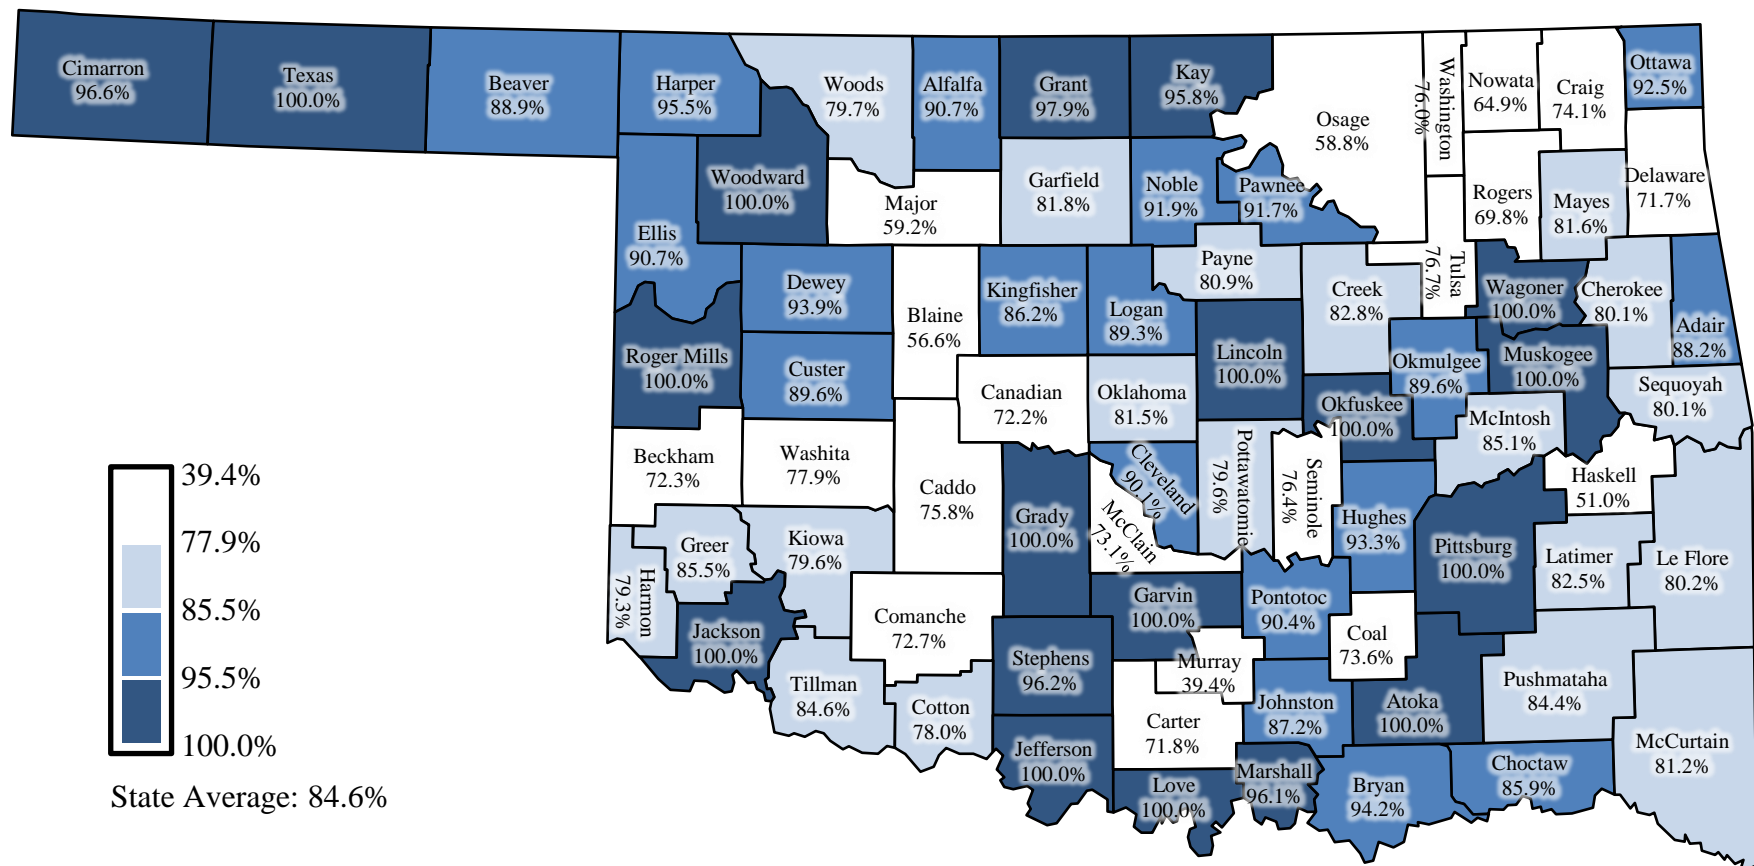 Cimarron
96.6%
Texas
100.0%
Beaver
88.9%
Harper
95.5%
Woods
79.7%
Alfalfa
90.7%
Grant
97.9%
Kay
95.8%
Osage
58.8%
Washington
76.0%
Nowata
64.9%
Craig
74.1%
Ottawa
92.5%
Woodward
100.0%
Major
59.2%
Garfield
81.8%
Noble
91.9%
Pawnee
91.7%
Rogers
69.8%
Mayes
81.6%
Delaware
71.7%
Ellis
90.7%
Dewey
93.9%
Blaine
56.6%
Kingfisher
86.2%
Logan
89.3%
Payne
80.9%
Creek
82.8%
Tulsa
76.7%
Wagoner
100.0%
Cherokee
80.1%
Adair
88.2%
Roger Mills
100.0%
Custer
89.6%
Canadian
72.2%
Oklahoma
81.5%
Lincoln
100.0%
Okfuskee
100.0%
Okmulgee
89.6%
Muskogee
100.0%
McIntosh
85.1%
Sequoyah
80.1%
Beckham
72.3%
Washita
77.9%
Caddo
75.8%
Grady
100.0%
Cleveland
90.1%
McClain
73.1%
Pottawatomie
79.6%
Seminole
76.4%
Hughes
93.3%
Pittsburg
100.0%
Haskell
51.0%
Latimer
82.5%
Le Flore
80.2%
Harmon
79.3%
Greer
85.5%
Kiowa
79.6%
Jackson
100.0%
Comanche
72.7%
Tillman
84.6%
Cotton
78.0%
Stephens
96.2%
Garvin
100.0%
Murray
39.4%
Pontotoc
90.4%
Coal
73.6%
Johnston
87.2%
Atoka
100.0%
Pushmataha
84.4%
McCurtain
81.2%
Carter
71.8%
Jefferson
100.0%
Love
100.0%
Marshall
96.1%
Bryan
94.2%
Choctaw
85.9%
39.4%
77.9%
85.5%
95.5%
100.0%
State Average: 84.6%